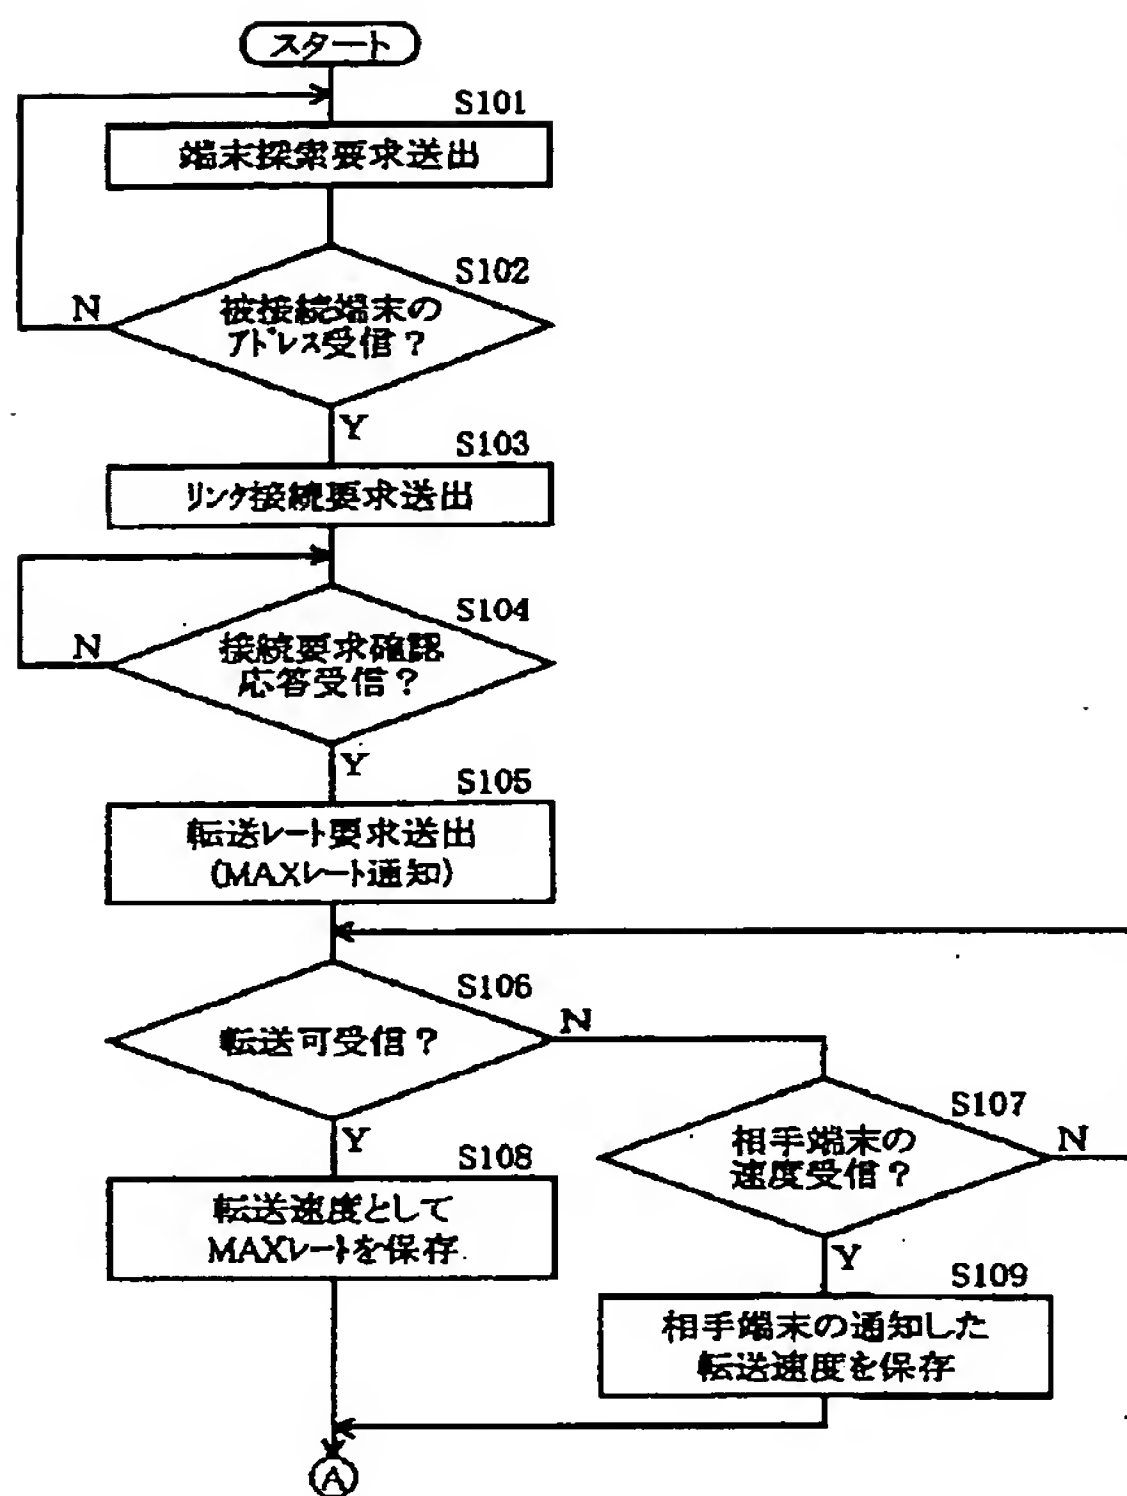 スタート
S101
端末探索要求送出
S102
被接続端末の
アドレス受信？
N
Y
S103
リンク接続要求送出
S104
接続要求確認
応答受信？
N
Y
S105
転送レート要求送出
(MAXレート通知)
S106
転送可受信？
N
Y
S107
相手端末の
速度受信？
N
Y
S108
転送速度として
MAXレートを保存
S109
相手端末の通知した
転送速度を保存
A